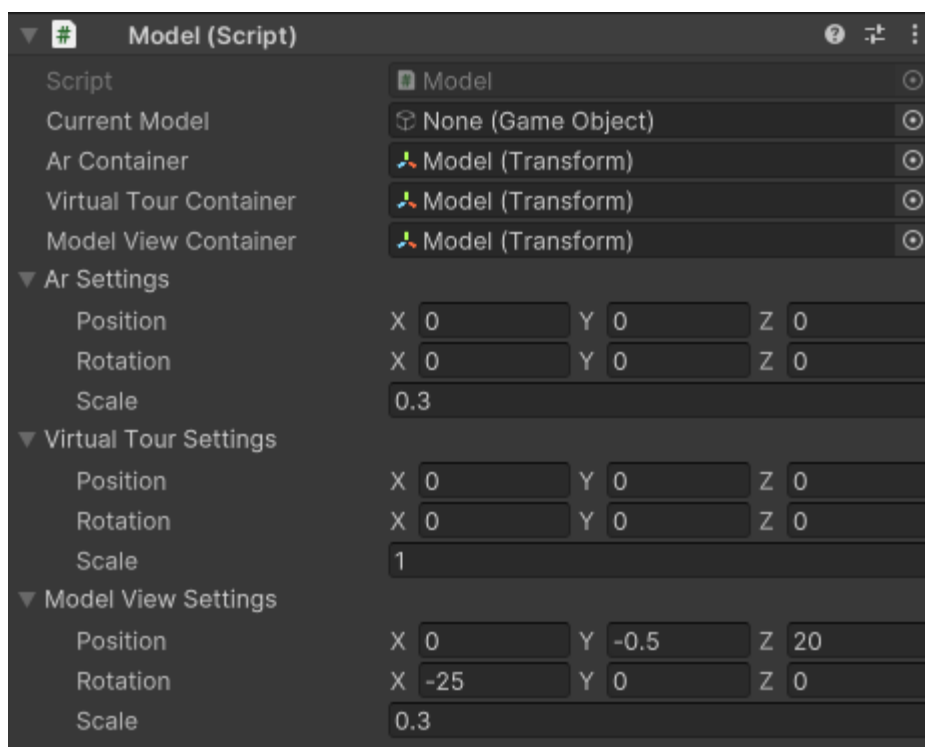 # Model (Script)
Script # Model
Current Model None (Game Object)
Ar Container Model (Transform)
Virtual Tour Container Model (Transform)
Model View Container Model (Transform)
Ar Settings
Position X 0 Y 0 Z 0
Rotation X 0 Y 0 Z 0
Scale 0.3
Virtual Tour Settings
Position X 0 Y 0 Z 0
Rotation X 0 Y 0 Z 0
Scale 1
Model View Settings
Position X 0 Y -0.5 Z 20
Rotation X -25 Y 0 Z 0
Scale 0.3